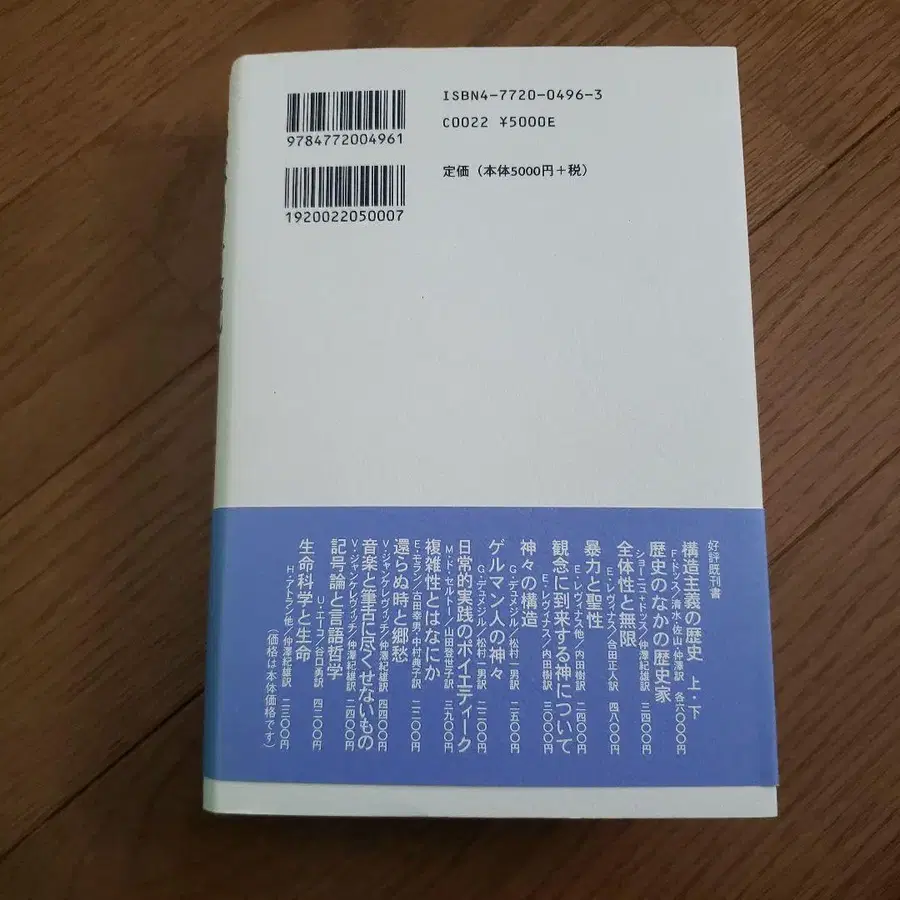 ISBN4-7720-0496-3
9784772004961
C0022 ¥5000E
定価（本体5000円＋税）
1920022050007
好評既刊書
構造主義の歴史 上・下
F・ドッス／清水・佐山・仲澤訳 各六〇〇〇円
歴史のなかの歴史家
ショーニュ・ドッス／仲澤紀雄訳 三四〇〇円
全体性と無限
E・レヴィナス／合田正人訳 四八〇〇円
暴力と聖性
E・レヴィナス他／内田樹訳 二四〇〇円
観念に到来する神について
E・レヴィナス／内田樹訳 三〇〇〇円
神々の構造
G・デュメジル／松村一男訳 二五〇〇円
ゲルマン人の神々
G・デュメジル／松村一男訳 二二〇〇円
日常的実践のポイエティーク
M・ド・セルトー／山田登世子訳 三九〇〇円
複雑性とはなにか
E・モラン／古田幸男・中村典子訳 二二〇〇円
還らぬ時と郷愁
V・ジャンケレヴィッチ／仲澤紀雄訳 四四〇〇円
音楽と筆舌に尽くせないもの
V・ジャンケレヴィッチ／仲澤紀雄訳 二四〇〇円
記号論と言語哲学
U・エーコ／谷口勇訳 四二〇〇円
生命科学と生命
H・アトラン他／仲澤紀雄訳 二三〇〇円
（価格は本体価格です）